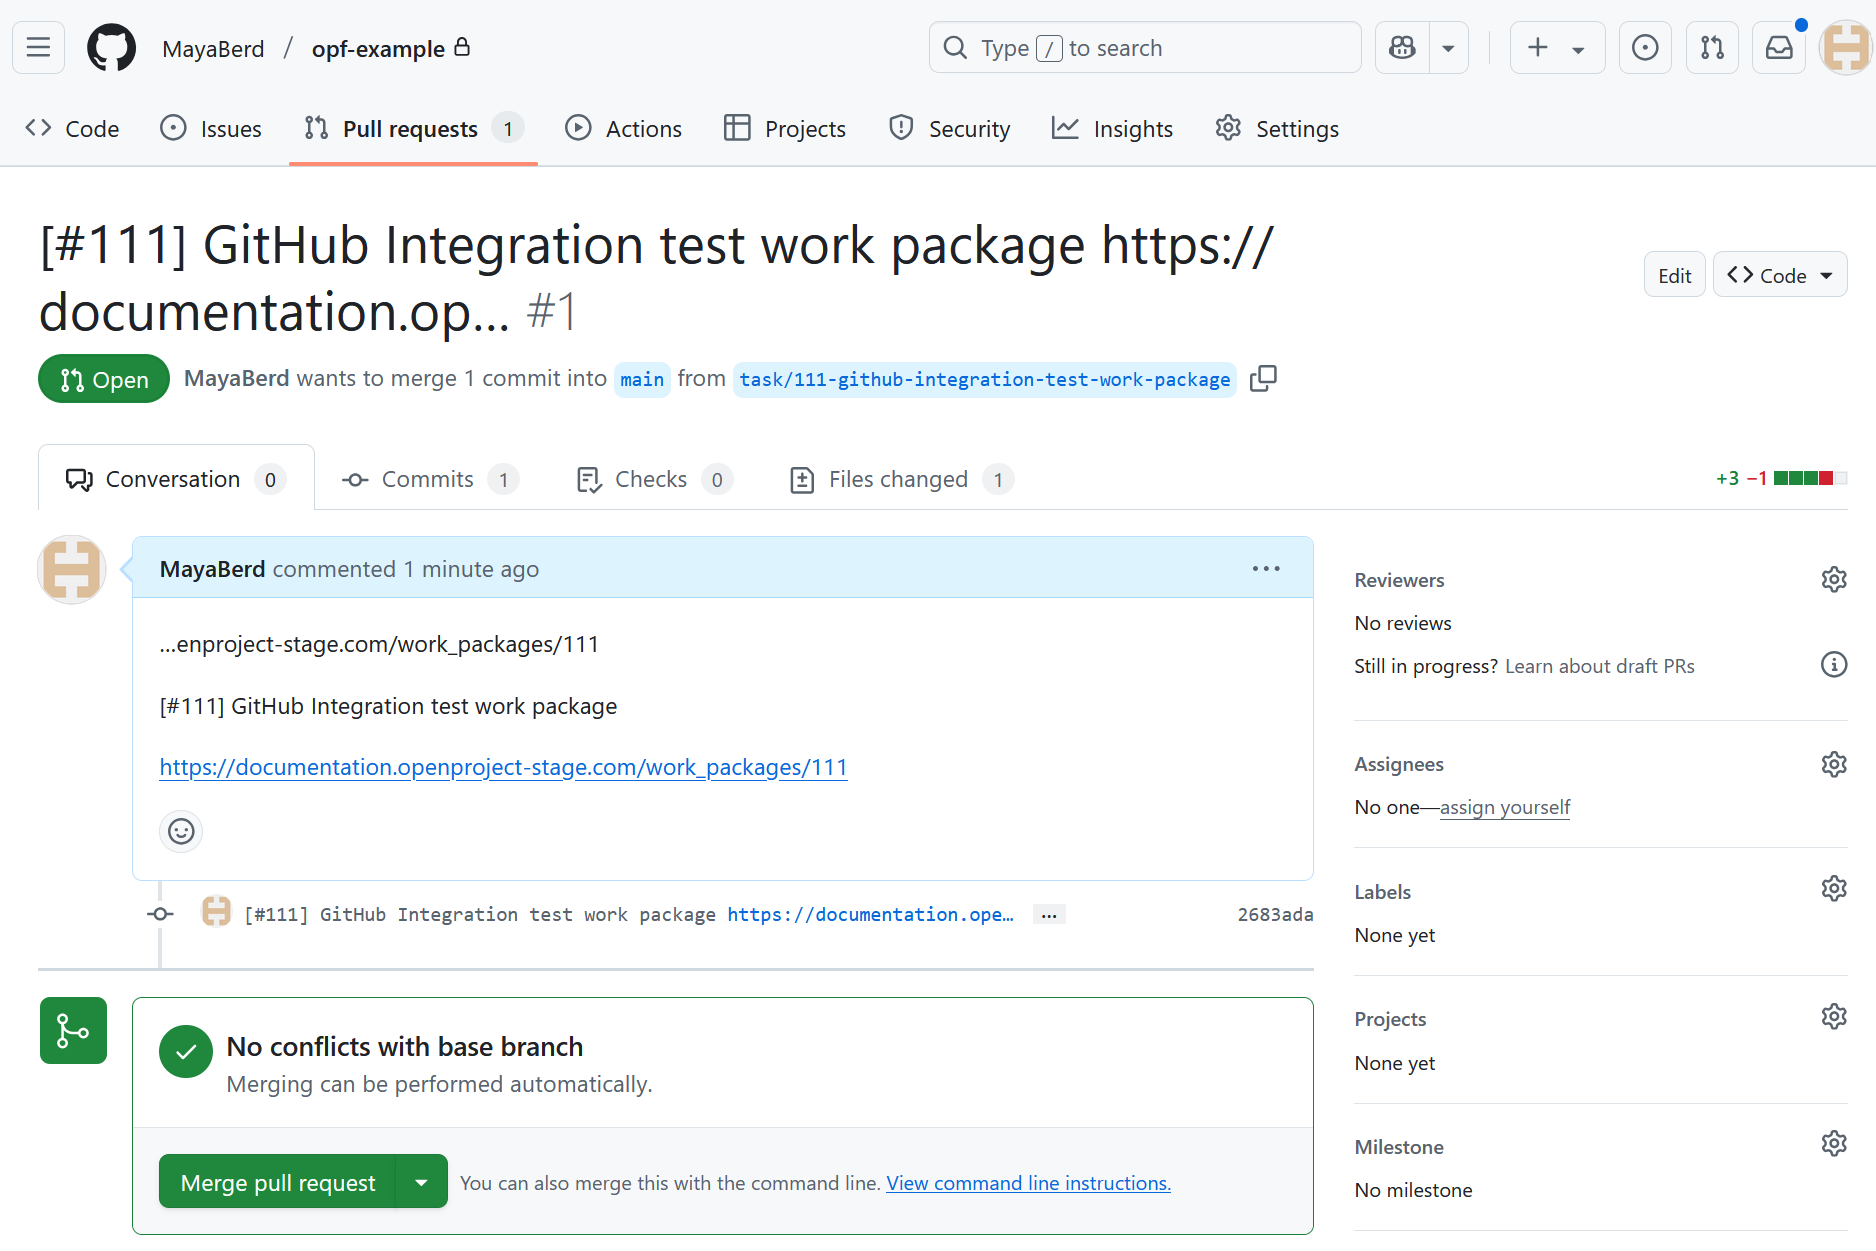 MayaBerd / opf-example
Type / to search
Code
Issues
Pull requests 1
Actions
Projects
Security
Insights
Settings
[#111] GitHub Integration test work package https://
documentation.op... #1
Edit
Code
Open
MayaBerd wants to merge 1 commit into main from task/111-github-integration-test-work-package
Conversation 0
Commits 1
Checks 0
Files changed 1
+3 −1
MayaBerd commented 1 minute ago
...enproject-stage.com/work_packages/111
[#111] GitHub Integration test work package
https://documentation.openproject-stage.com/work_packages/111
[#111] GitHub Integration test work package https://documentation.ope… ...
2683ada
No conflicts with base branch
Merging can be performed automatically.
Merge pull request
You can also merge this with the command line. View command line instructions.
Reviewers
No reviews
Still in progress? Learn about draft PRs
Assignees
No one—assign yourself
Labels
None yet
Projects
None yet
Milestone
No milestone